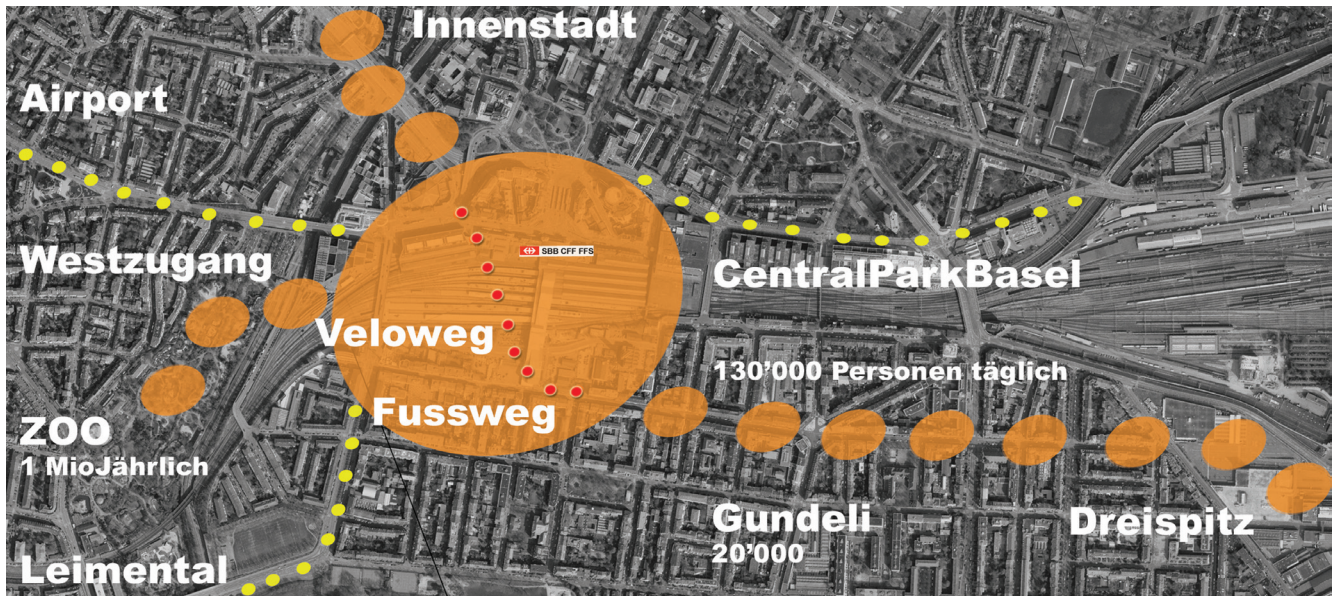 Innenstadt
Airport
SBB CFF FFS
Westzugang
CentralParkBasel
Veloweg
130’000 Personen täglich
Fussweg
ZOO
1 MioJährlich
Gundeli
20’000
Dreispitz
Leimental